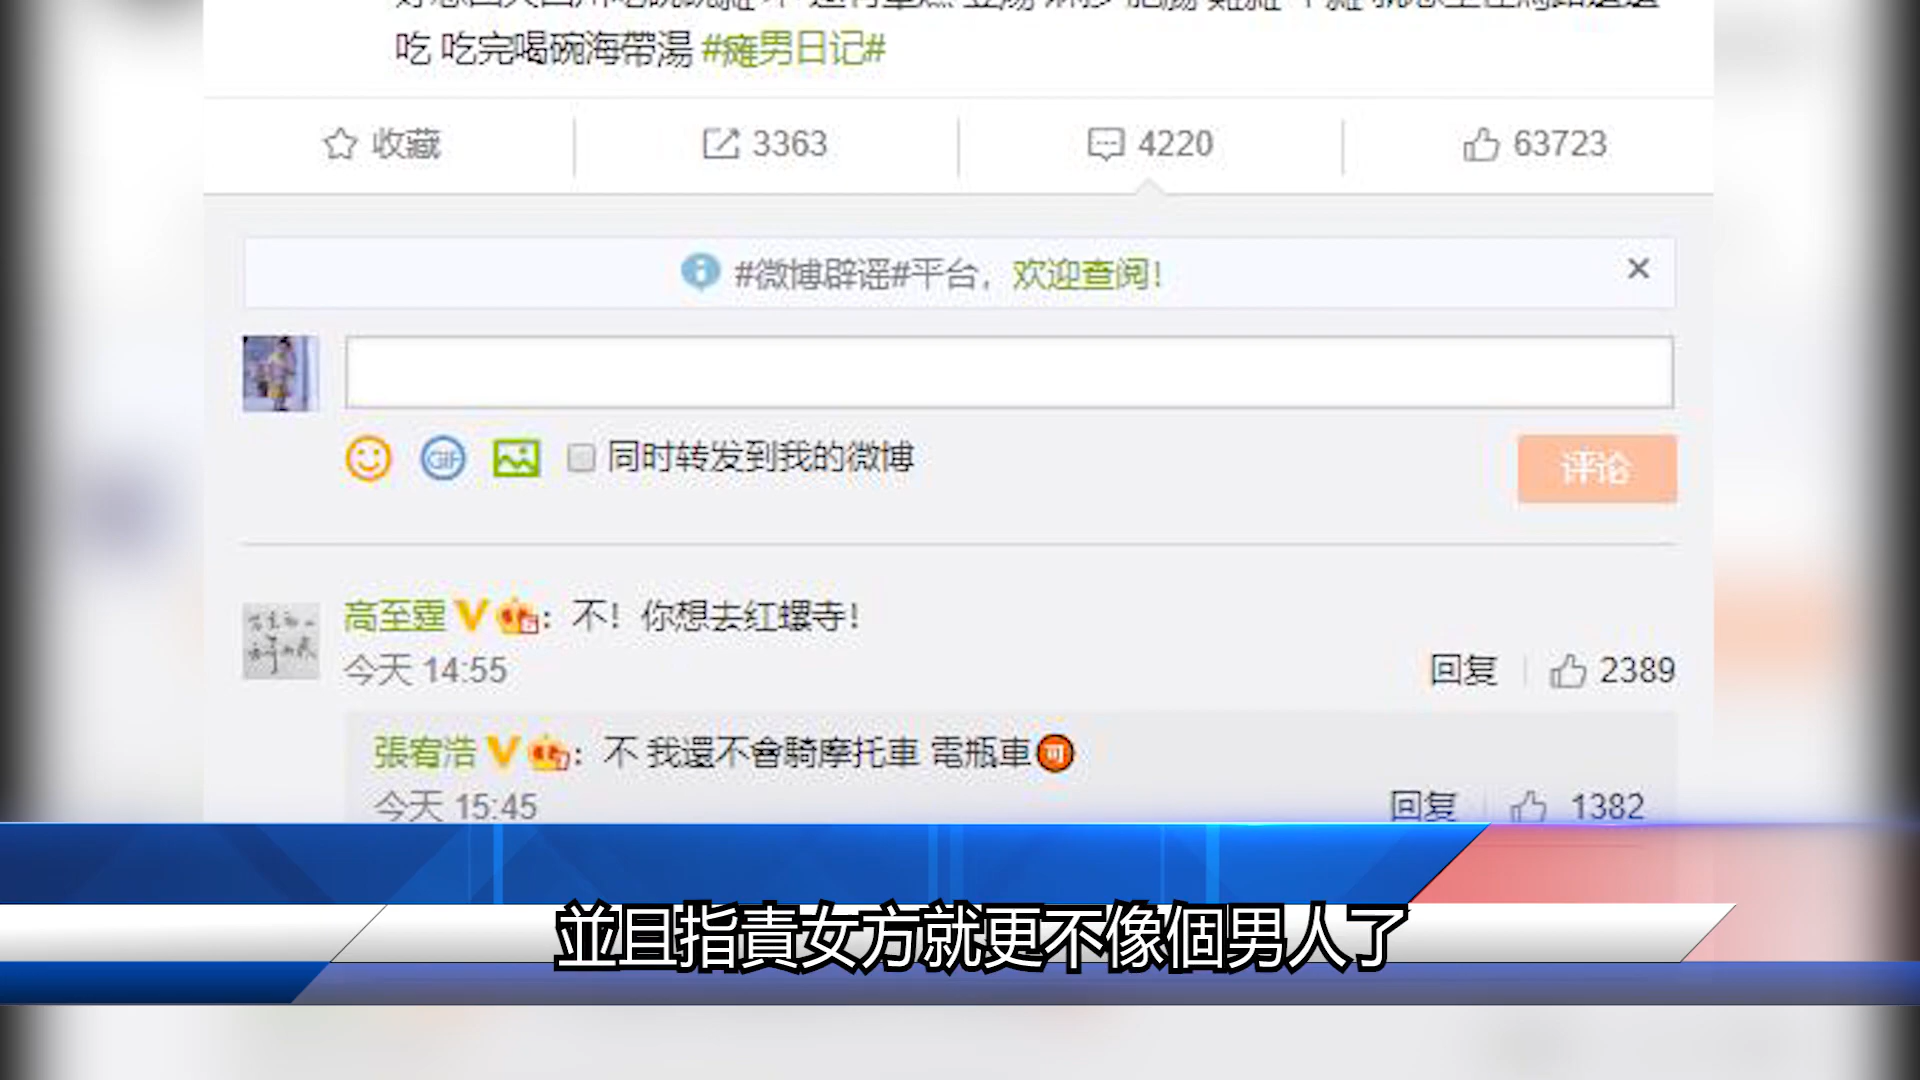 吃 吃完喝碗海帶湯 #瘫男日记#
收藏 3363 4220 63723
#微博辟谣#平台，欢迎查阅！
GIF 同时转发到我的微博
评论
高至霆 V ：不！你想去红螺寺！
今天 14:55 回复 2389
張宥浩 V ：不 我還不會騎摩托車 電瓶車 可
今天 15:45 回复 1382
並且指責女方就更不像個男人了